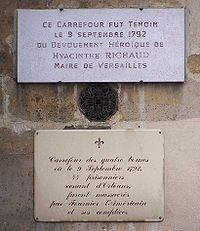 CE CARREFOUR FUT TEMOIN
LE 9 SEPTEMBRE 1792
DU DEVOUEMENT HÉROÏQUE DE
HYACINTHE RICHAUD
MAIRE DE VERSAILLES
Carrefour des quatre bornes
où le 9 Septembre 1792,
44 prisonniers
venant d'Orléans,
furent massacrés
par Fournier l'Américain
et ses complices